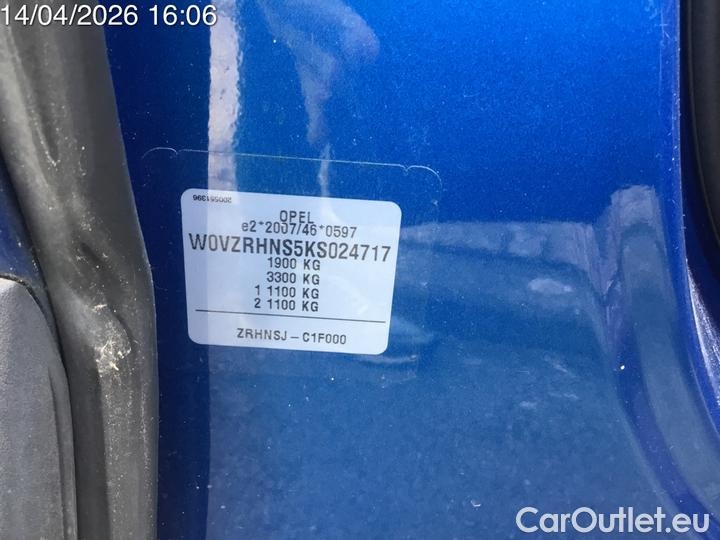 14/04/2026 16:06
200551396
OPEL
e2*2007/46*0597
W0VZRHNS5KS024717
1900 KG
3300 KG
1 1100 KG
2 1100 KG
ZRHNSJ – C1F000
CarOutlet.eu